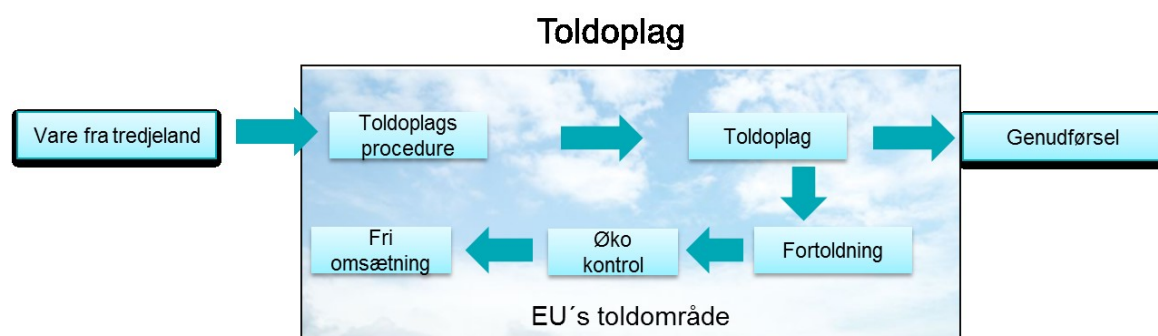 Toldoplag
Vare fra tredjeland
Toldoplags
procedure
Toldoplag
Genudførsel
Fri
omsætning
Øko
kontrol
Fortoldning
EU´s toldområde